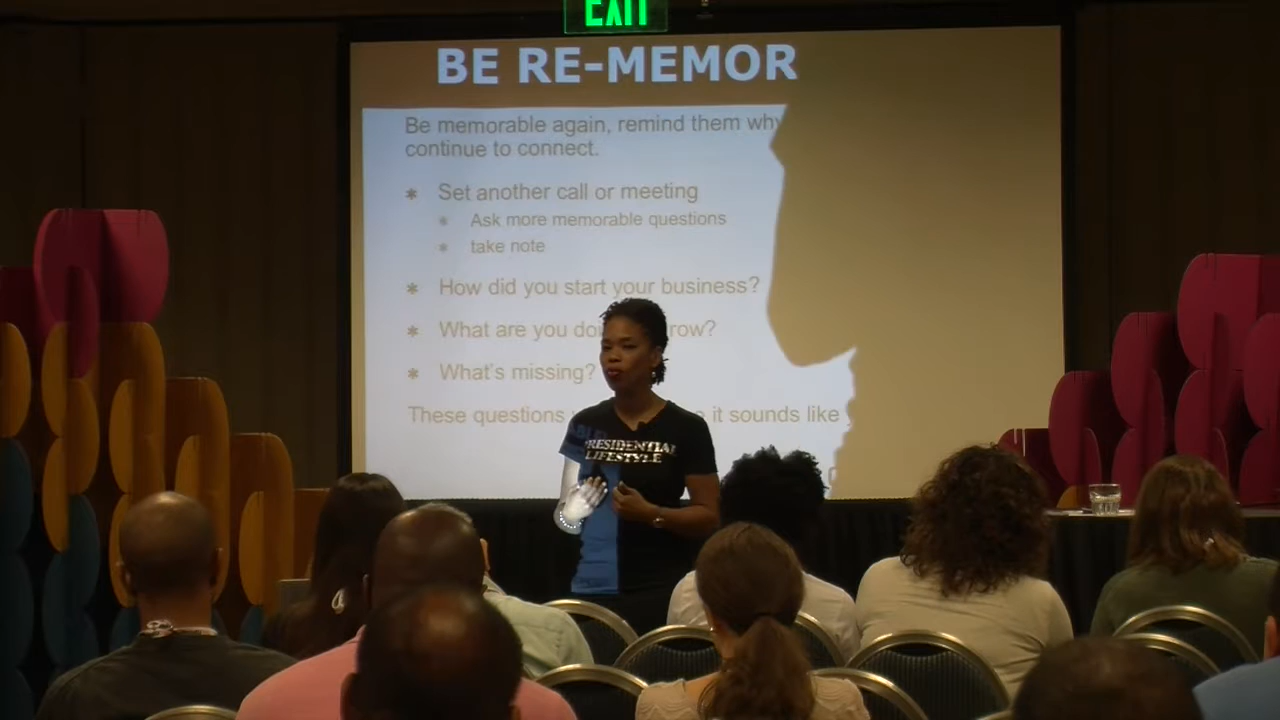 EXIT
BE RE-MEMOR
Be memorable again, remind them why
continue to connect.
* Set another call or meeting
* Ask more memorable questions
* take note
* How did you start your business?
* What are you doi row?
* What's missing?
These questions it sounds like
PRESIDENTIAL
LIFESTYLE